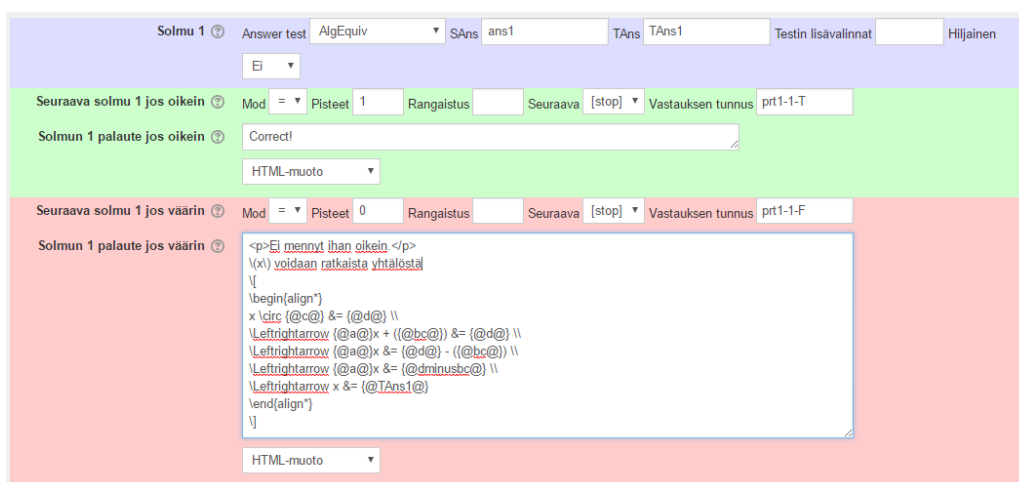 Solmu 1 Answer test AlgEquiv SAns ans1 TAns TAns1 Testin lisävalinnat Hiljainen
Ei
Seuraava solmu 1 jos oikein Mod = Pisteet 1 Rangaistus Seuraava [stop] Vastauksen tunnus prt1-1-T
Solmun 1 palaute jos oikein Correct!
HTML-muoto
Seuraava solmu 1 jos väärin Mod = Pisteet 0 Rangaistus Seuraava [stop] Vastauksen tunnus prt1-1-F
Solmun 1 palaute jos väärin <p>Ei mennyt ihan oikein.</p>
\(x\) voidaan ratkaista yhtälöstä
\[
\begin{align*}
x \circ {@c@} &= {@d@} \\
\Leftrightarrow {@a@}x + ({@bc@}) &= {@d@} \\
\Leftrightarrow {@a@}x &= {@d@} - ({@bc@}) \\
\Leftrightarrow {@a@}x &= {@dminusbc@} \\
\Leftrightarrow x &= {@TAns1@}
\end{align*}
\]
HTML-muoto